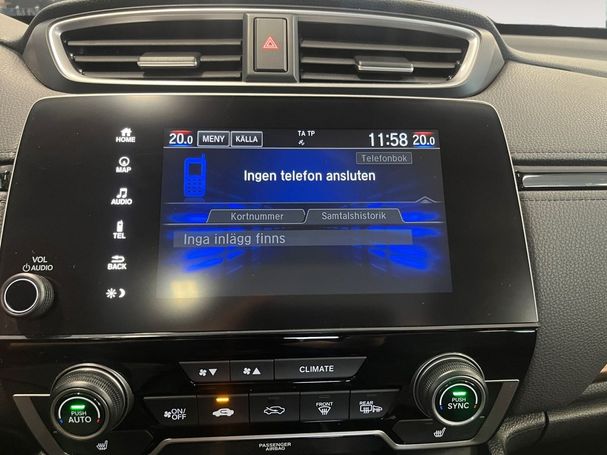 HOME
MAP
AUDIO
TEL
BACK
VOL
AUDIO
20.0 MENY KÄLLA TA TP 11:58 20.0
Telefonbok
Ingen telefon ansluten
Kortnummer Samtalshistorik
Inga inlägg finns
CLIMATE
PUSH AUTO
ON/OFF
FRONT
REAR
PUSH SYNC
PASSENGER AIRBAG